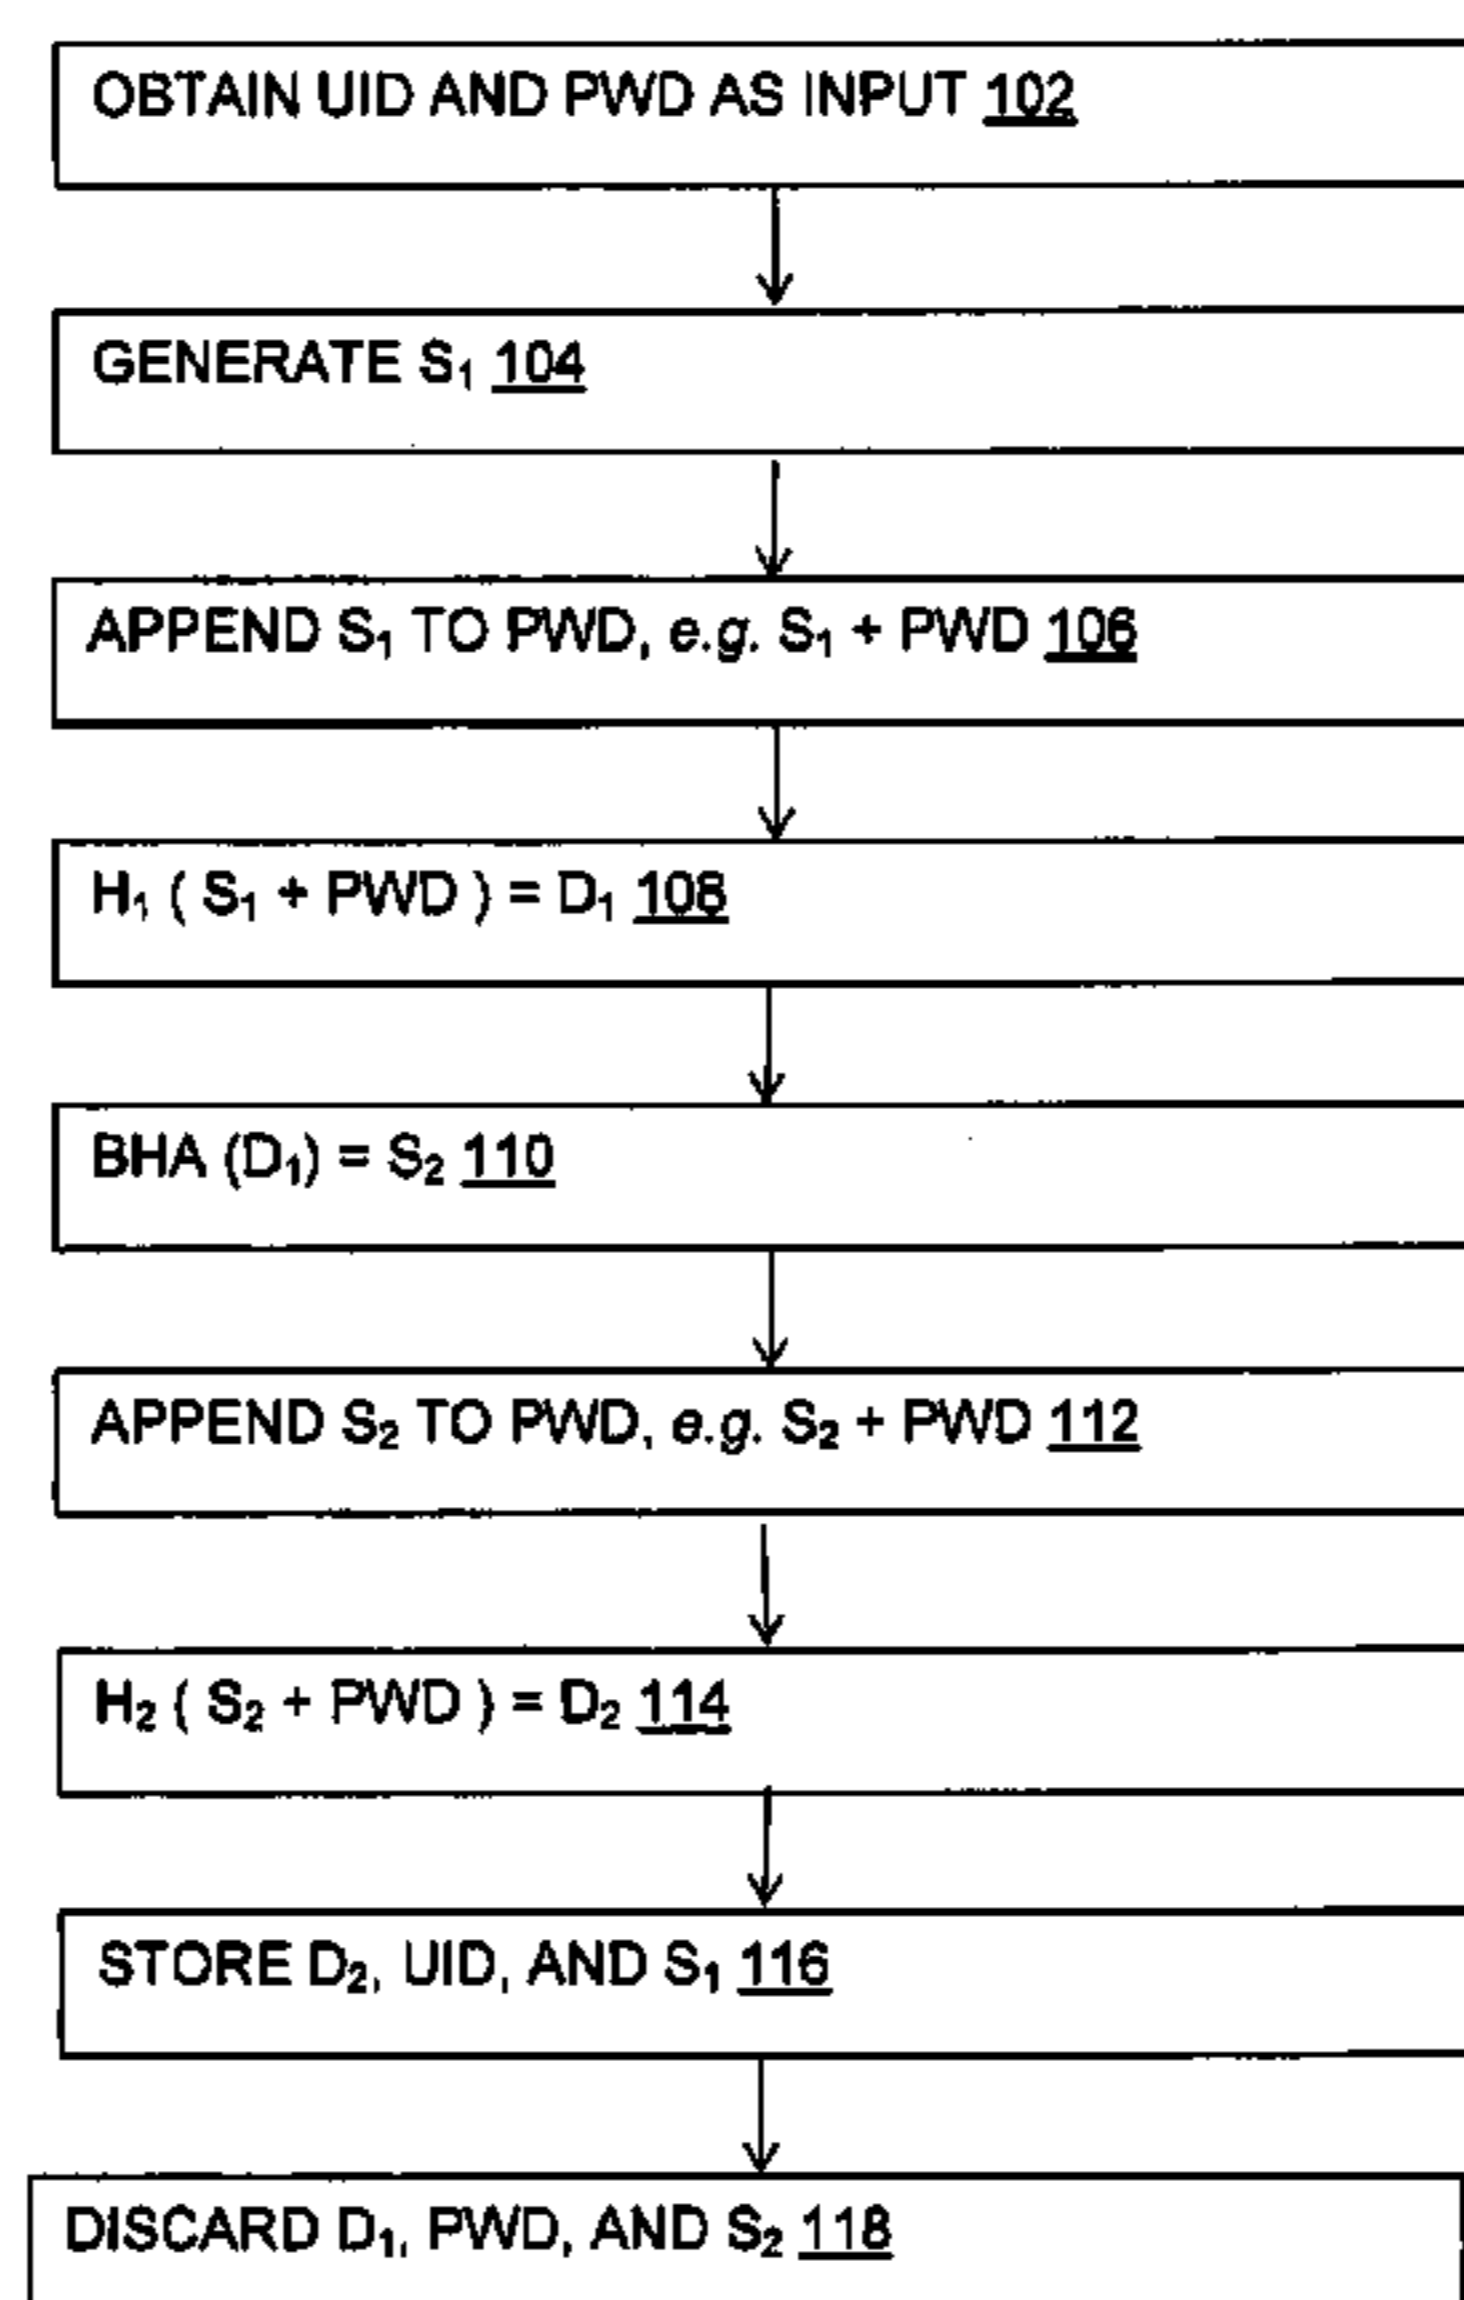 OBTAIN UID AND PWD AS INPUT 102
GENERATE S₁ 104
APPEND S₁ TO PWD, e.g. S₁ + PWD 106
H₁ ( S₁ + PWD ) = D₁ 108
BHA (D₁) = S₂ 110
APPEND S₂ TO PWD, e.g. S₂ + PWD 112
H₂ ( S₂ + PWD ) = D₂ 114
STORE D₂, UID, AND S₁ 116
DISCARD D₁, PWD, AND S₂ 118